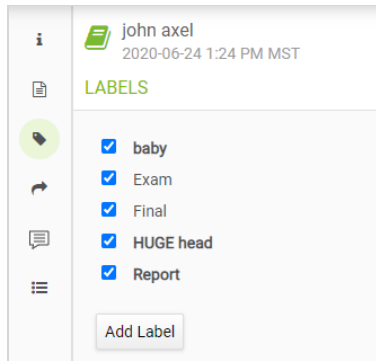 john axel
2020-06-24 1:24 PM MST
LABELS
baby
Exam
Final
HUGE head
Report
Add Label